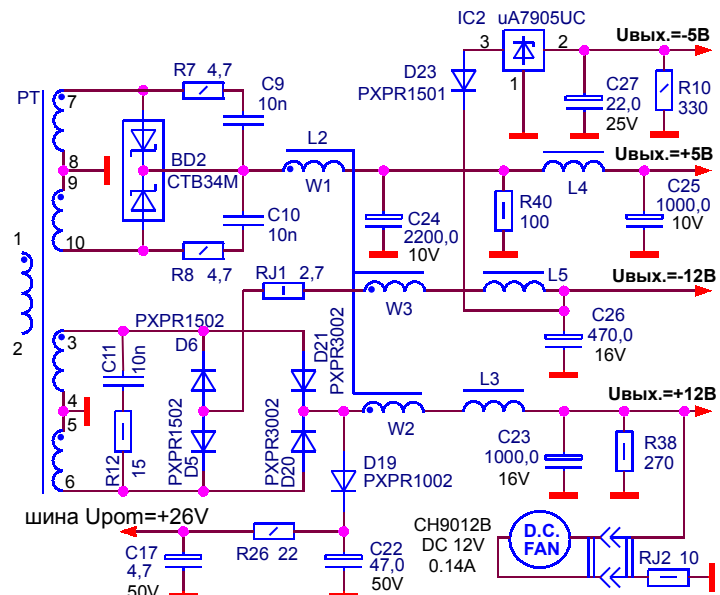 IC2 uA7905UC
Uвых.=-5В
3
2
1
D23
PXPR1501
C27
22,0
25V
R10
330
R7 4,7
C9
10n
PT
7
8
9
10
BD2
CTB34M
L2
W1
Uвых.=+5В
L4
C10
10n
R8 4,7
C24
2200,0
10V
R40
100
C25
1000,0
10V
1
2
RJ1 2,7
W3
L5
Uвых.=-12В
C26
470,0
16V
PXPR1502
3
4
5
6
C11
10n
R12
15
D6
PXPR1502
D5
D21
PXPR3002
PXPR3002
D20
W2
L3
Uвых.=+12В
C23
1000,0
16V
R38
270
D19
PXPR1002
шина Upom=+26V
R26 22
C17
4,7
50V
C22
47,0
50V
CH9012B
DC 12V
0.14A
D.C.
FAN
RJ2 10